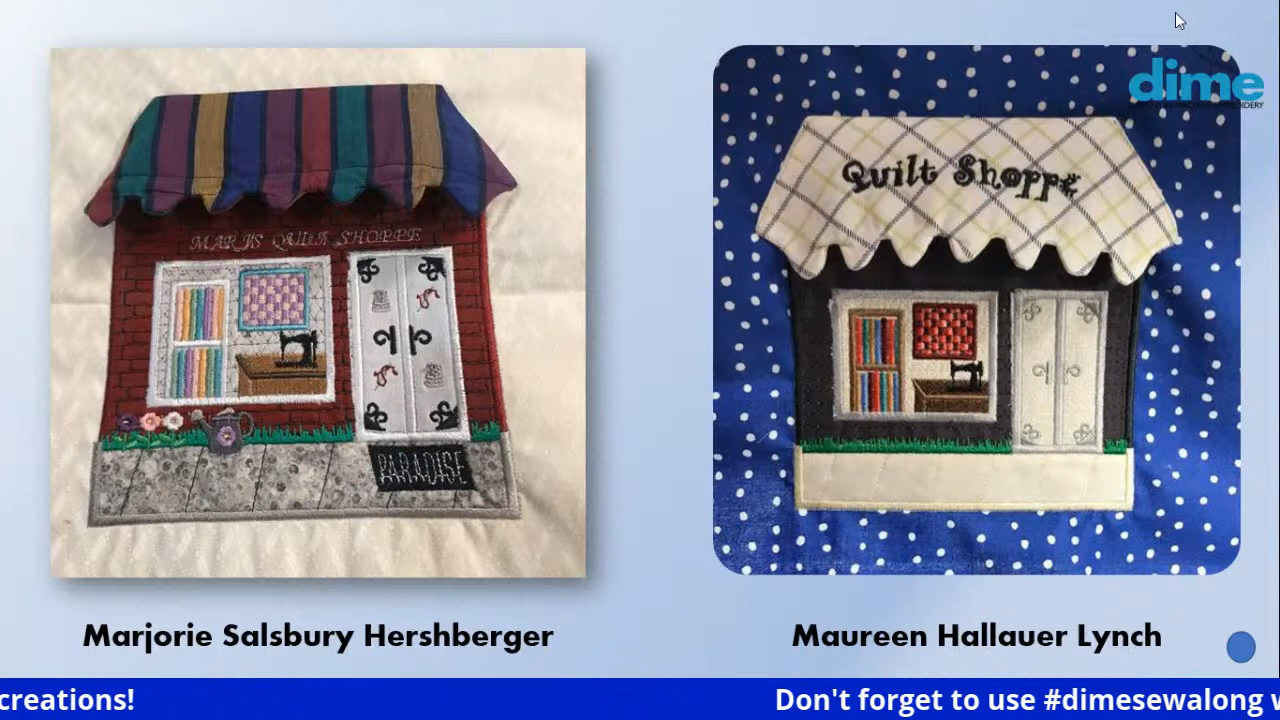 dime
Quilt Shoppe
MARJ'S QUILT SHOPPE
PARADISE
Marjorie Salsbury Hershberger
Maureen Hallauer Lynch
creations!
Don't forget to use #dimesewalong w